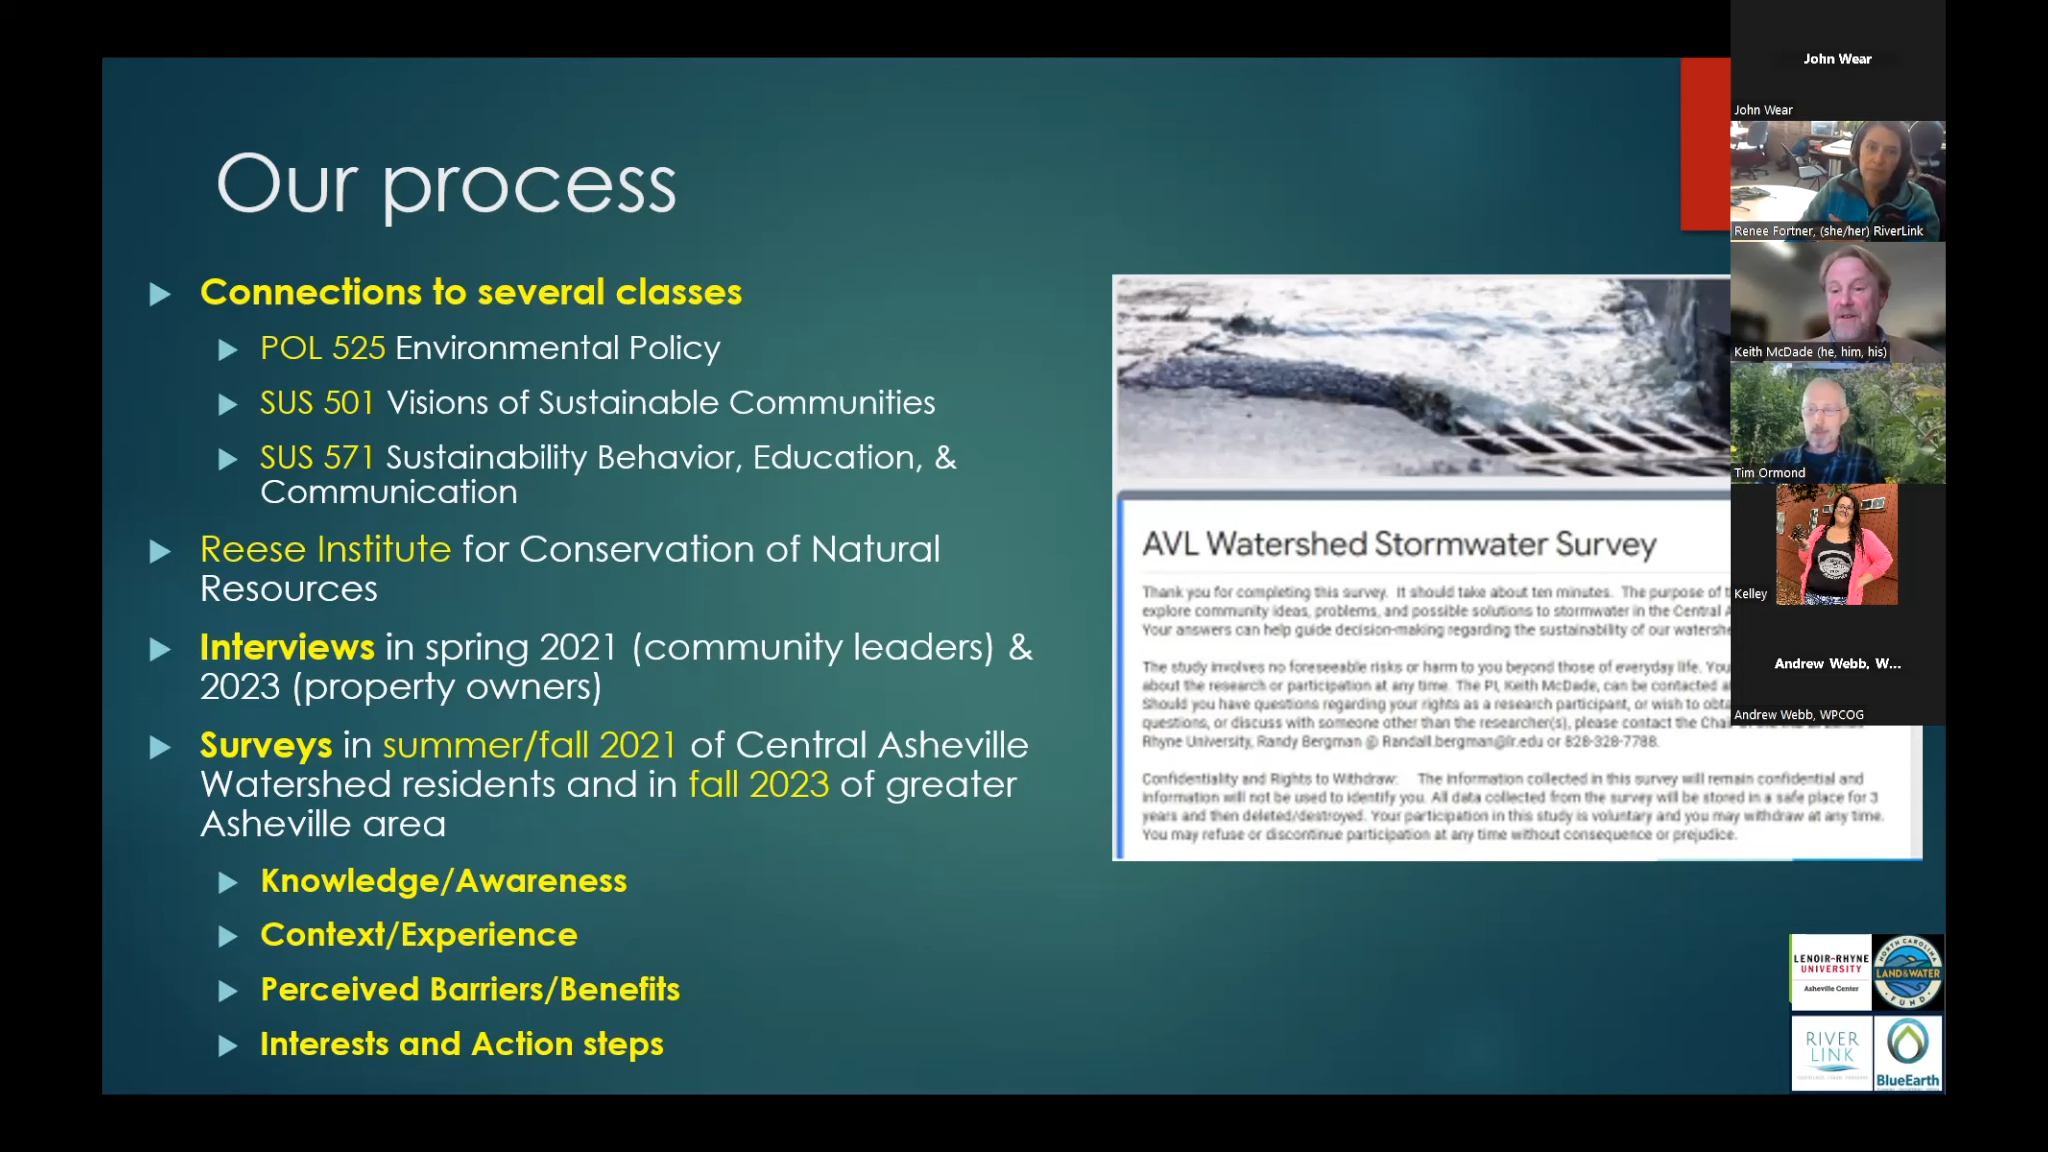 Our process
Connections to several classes
POL 525 Environmental Policy
SUS 501 Visions of Sustainable Communities
SUS 571 Sustainability Behavior, Education, &
Communication
Reese Institute for Conservation of Natural
Resources
Interviews in spring 2021 (community leaders) &
2023 (property owners)
Surveys in summer/fall 2021 of Central Asheville
Watershed residents and in fall 2023 of greater
Asheville area
Knowledge/Awareness
Context/Experience
Perceived Barriers/Benefits
Interests and Action steps
AVL Watershed Stormwater Survey
Thank you for completing this survey. It should take about ten minutes. The purpose of
explore community ideas, problems, and possible solutions to stormwater in the Central
Your answers can help guide decision-making regarding the sustainability of our
The study involves no foreseeable risks or harm to you beyond those of everyday life.
about the research or participation at any time. The PI, Keith McDade, can be contacted
Should you have questions regarding your rights as a research participant, or wish to
questions, or discuss with someone other than the researcher(s), please contact the
Rhyne University, Randy Bergman @ Randall.bergman@lr.edu or 828-328-7788.
Confidentiality and Rights to Withdraw: The information collected in this survey will remain confidential and
information will not be used to identify you. All data collected from the survey will be stored in a safe place for 3
years and then deleted/destroyed. Your participation in this study is voluntary and you may withdraw at any time.
You may refuse or discontinue participation at any time without consequence or prejudice.
John Wear
John Wear
Renee Fortner, (she/her) RiverLink
Keith McDade (he, him, his)
Tim Ormond
Kelley
Andrew Webb, W...
Andrew Webb, WPCOG
LENOIR-RHYNE
UNIVERSITY
Asheville Center
NORTH CAROLINA
LAND & WATER
FUND
RIVER
LINK
BlueEarth